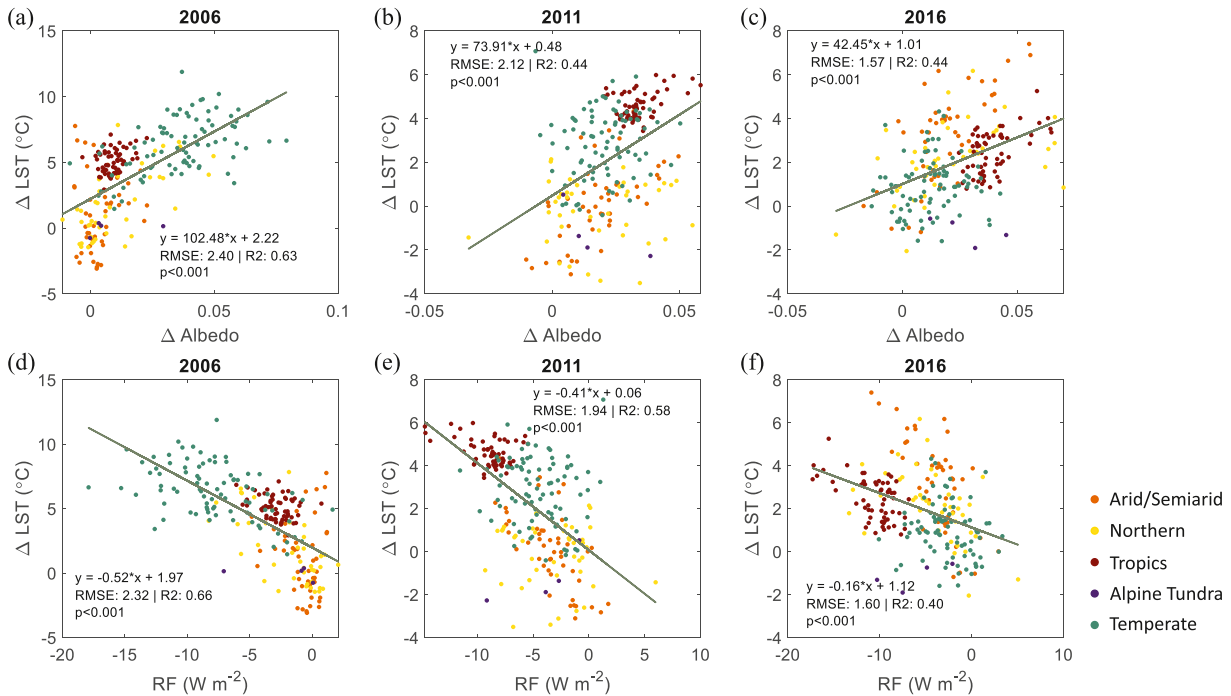 (a)
2006
15
10
5
0
-5
0
0.05
0.1
Δ LST (°C)
Δ Albedo
y = 102.48*x + 2.22
RMSE: 2.40 | R2: 0.63
p<0.001
(b)
2011
8
6
4
2
0
-2
-4
-0.05
0
0.05
Δ LST (°C)
Δ Albedo
y = 73.91*x + 0.48
RMSE: 2.12 | R2: 0.44
p<0.001
(c)
2016
8
6
4
2
0
-2
-4
-0.05
0
0.05
Δ LST (°C)
Δ Albedo
y = 42.45*x + 1.01
RMSE: 1.57 | R2: 0.44
p<0.001
(d)
2006
15
10
5
0
-5
-20
-15
-10
-5
0
Δ LST (°C)
RF (W m-2)
y = -0.52*x + 1.97
RMSE: 2.32 | R2: 0.66
p<0.001
(e)
2011
8
6
4
2
0
-2
-4
-10
-5
0
5
10
Δ LST (°C)
RF (W m-2)
y = -0.41*x + 0.06
RMSE: 1.94 | R2: 0.58
p<0.001
(f)
2016
8
6
4
2
0
-2
-4
-20
-10
0
10
Δ LST (°C)
RF (W m-2)
y = -0.16*x + 1.12
RMSE: 1.60 | R2: 0.40
p<0.001
Arid/Semiarid
Northern
Tropics
Alpine Tundra
Temperate